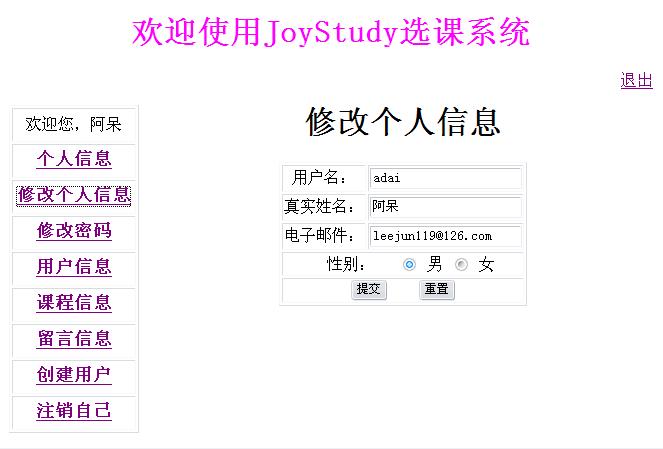 欢迎使用JoyStudy选课系统
退出
欢迎您，阿呆
个人信息
修改个人信息
修改密码
用户信息
课程信息
留言信息
创建用户
注销自己
修改个人信息
用户名： adai
真实姓名： 阿呆
电子邮件： leejun119@126.com
性别： 男 女
提交 重置